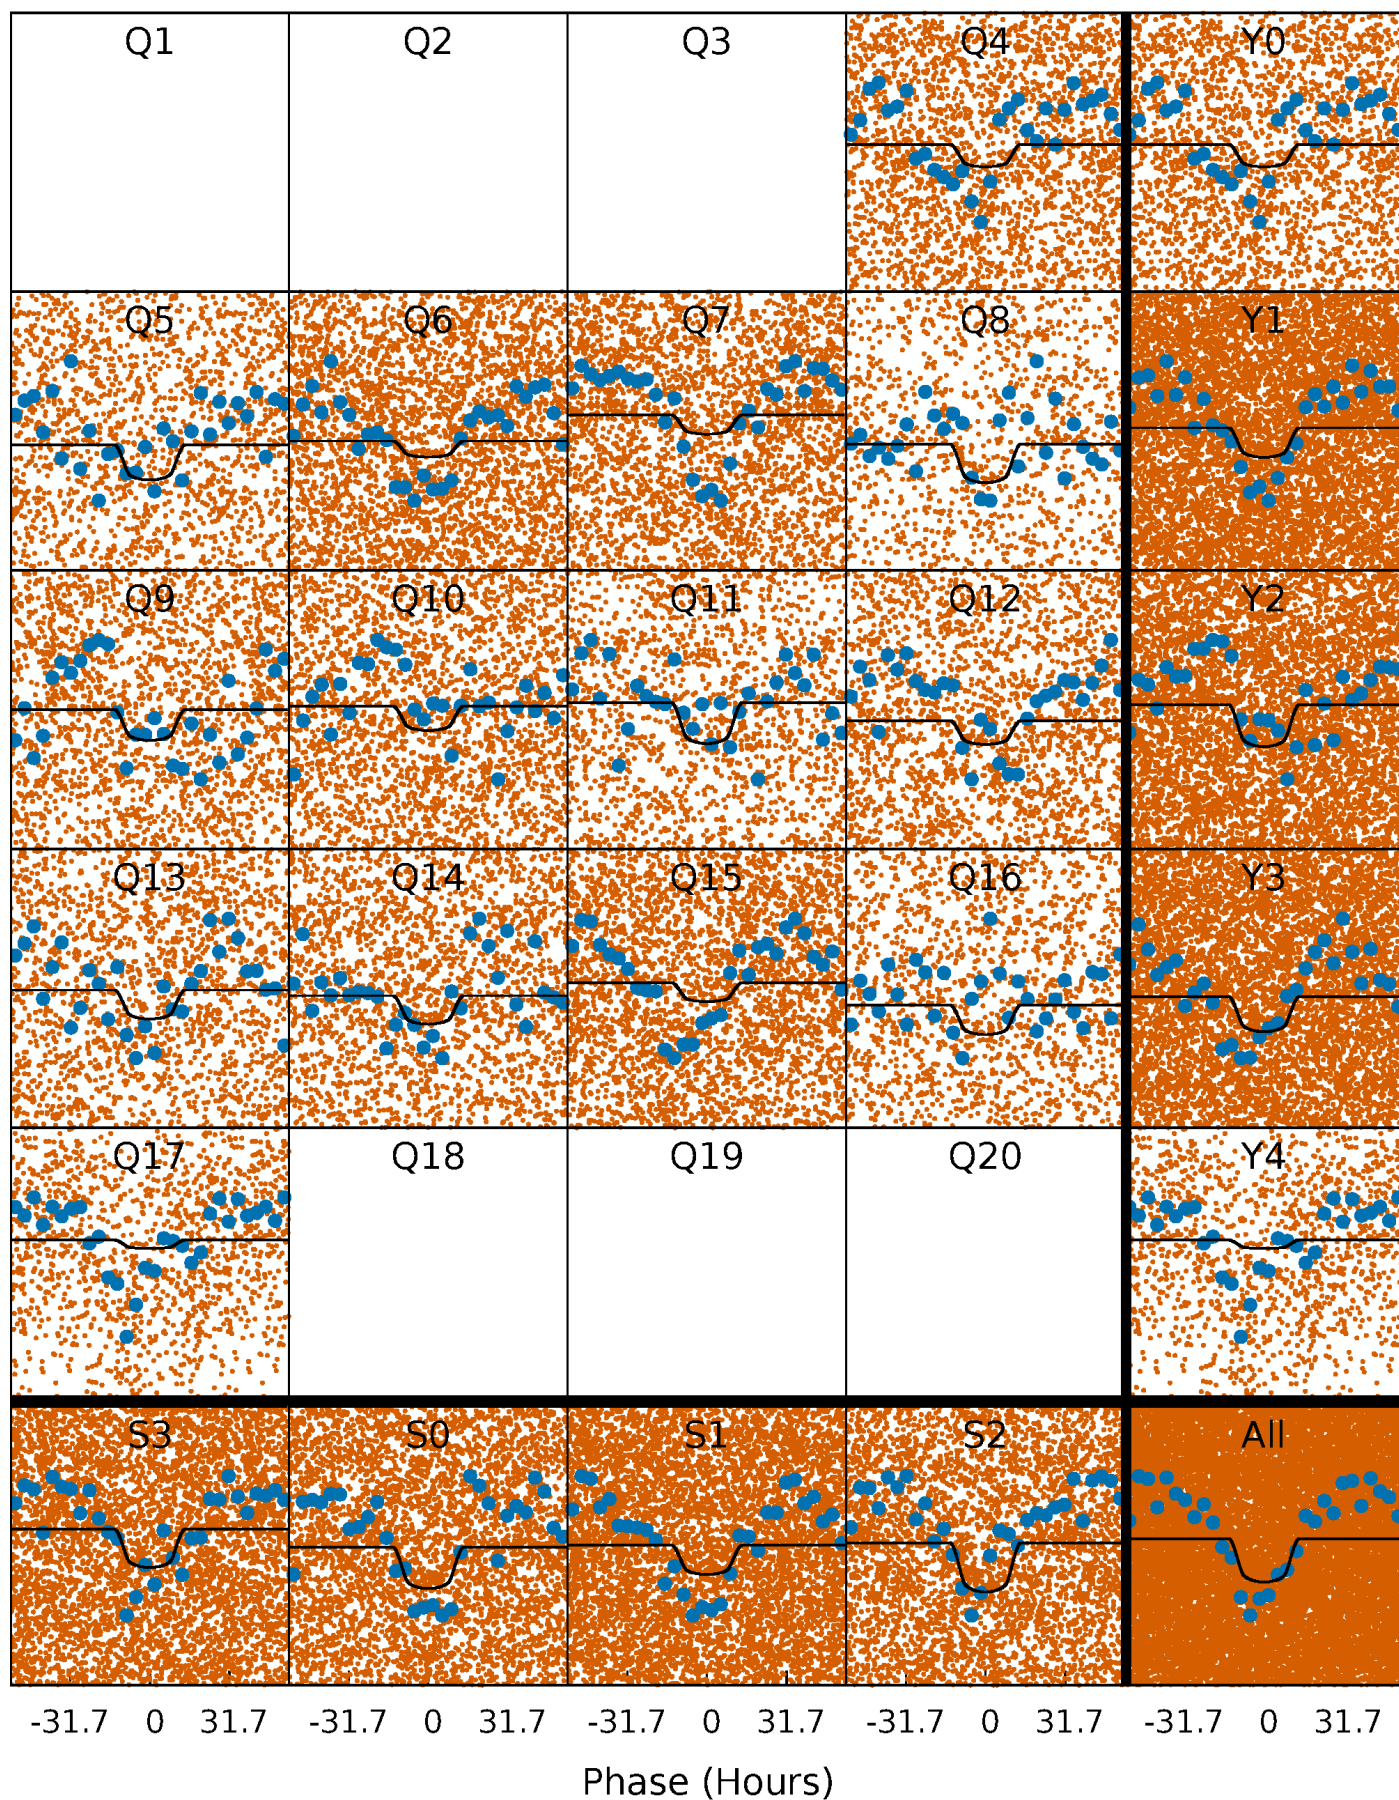 Q1 Q2 Q3 Q4 Y0
Q5 Q6 Q7 Q8 Y1
Q9 Q10 Q11 Q12 Y2
Q13 Q14 Q15 Q16 Y3
Q17 Q18 Q19 Q20 Y4
S3 S0 S1 S2 All
-31.7 0 31.7 -31.7 0 31.7 -31.7 0 31.7 -31.7 0 31.7 -31.7 0 31.7
Phase (Hours)